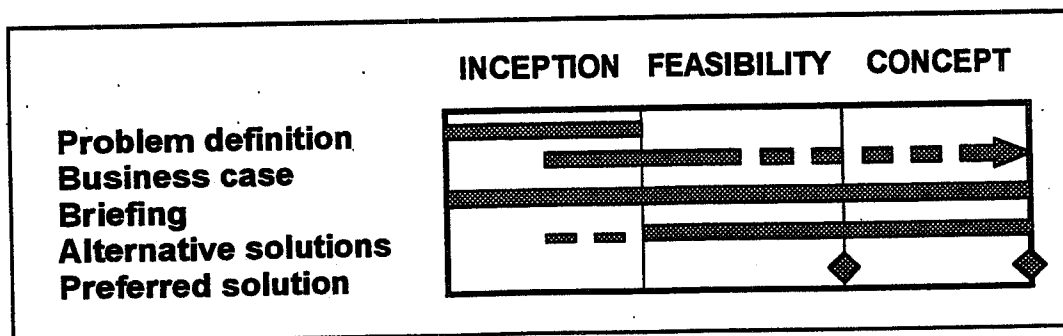 INCEPTION FEASIBILITY CONCEPT
Problem definition
Business case
Briefing
Alternative solutions
Preferred solution